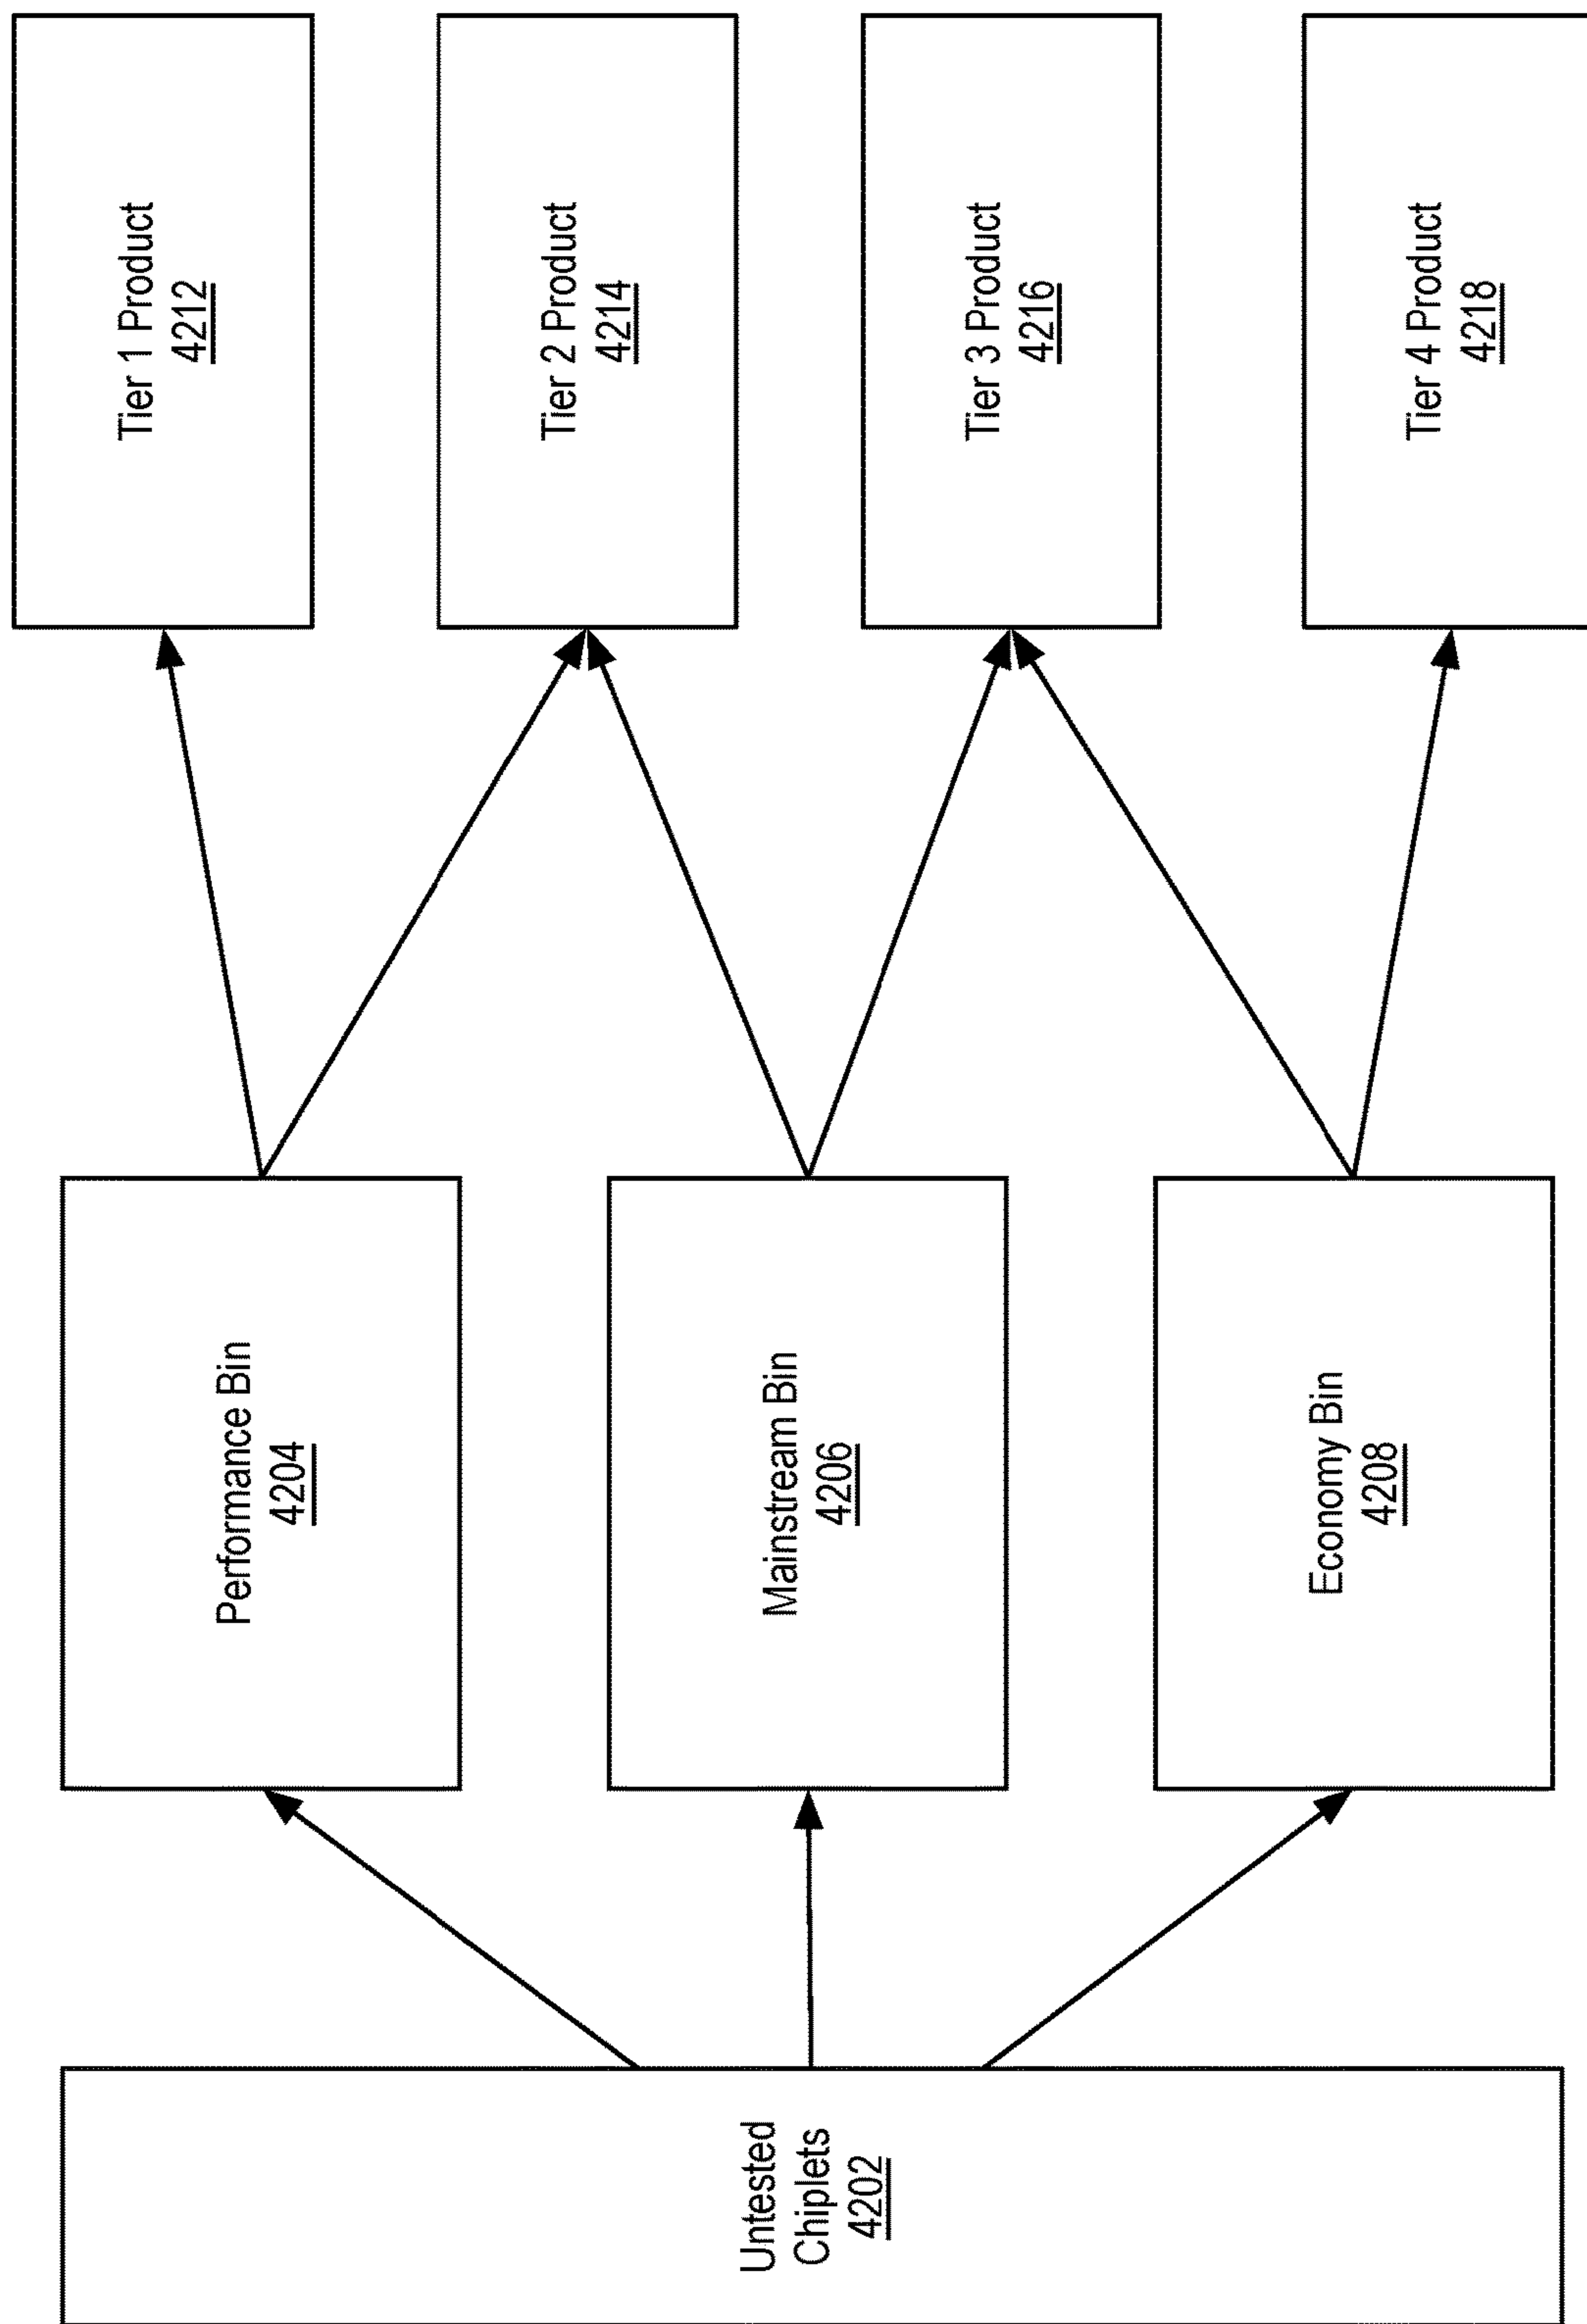 Untested
Chiplets
4202
Performance Bin
4204
Mainstream Bin
4206
Economy Bin
4208
Tier 1 Product
4212
Tier 2 Product
4214
Tier 3 Product
4216
Tier 4 Product
4218